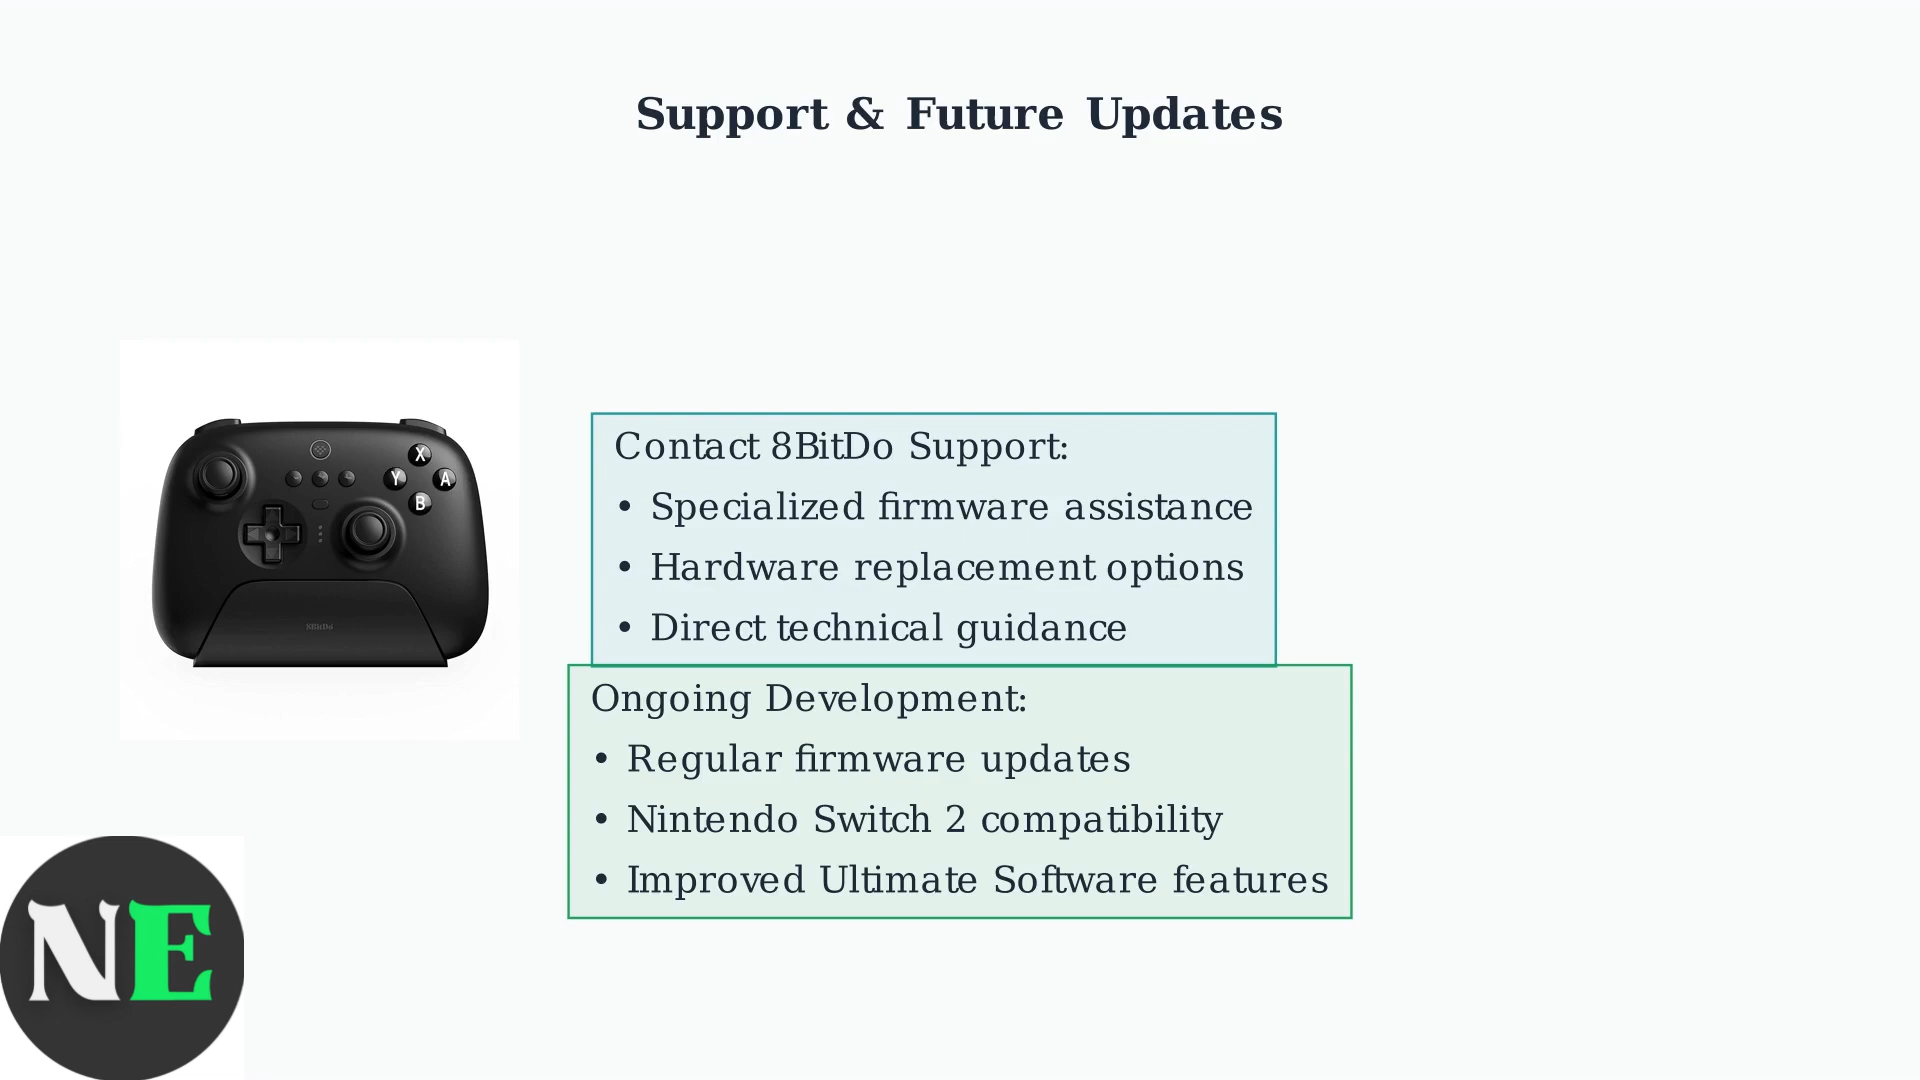 Support & Future Updates
X
Y A
B
8BitDo
Contact 8BitDo Support:
• Specialized firmware assistance
• Hardware replacement options
• Direct technical guidance
Ongoing Development:
• Regular firmware updates
• Nintendo Switch 2 compatibility
• Improved Ultimate Software features
NE